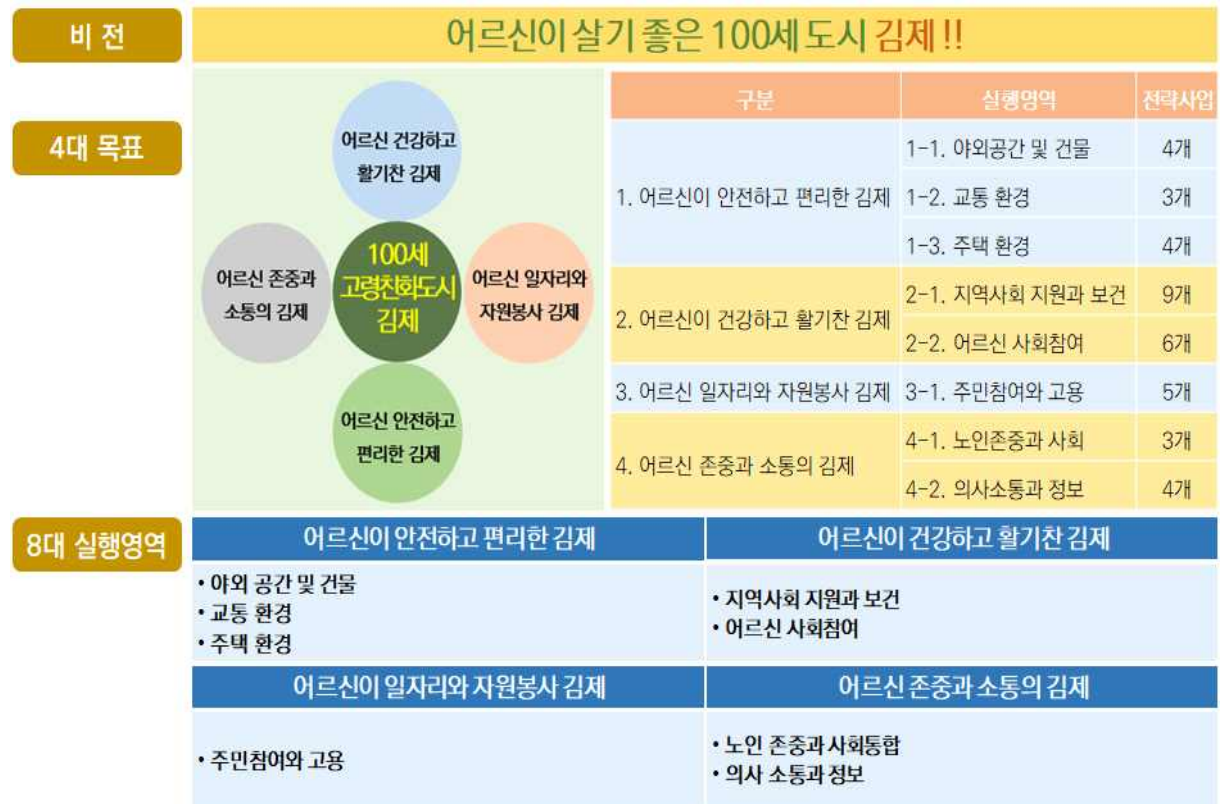 비 전
어르신이 살기 좋은 100세 도시 김제 !!
4대 목표
어르신 건강하고
활기찬 김제
어르신 존중과
소통의 김제
100세
고령친화도시
김제
어르신 일자리와
자원봉사 김제
어르신 안전하고
편리한 김제
구분 실행영역 전략사업
1. 어르신이 안전하고 편리한 김제
1-1. 야외공간 및 건물 4개
1-2. 교통 환경 3개
1-3. 주택 환경 4개
2. 어르신이 건강하고 활기찬 김제
2-1. 지역사회 지원과 보건 9개
2-2. 어르신 사회참여 6개
3. 어르신 일자리와 자원봉사 김제 3-1. 주민참여와 고용 5개
4. 어르신 존중과 소통의 김제
4-1. 노인존중과 사회 3개
4-2. 의사소통과 정보 4개
8대 실행영역
어르신이 안전하고 편리한 김제
• 야외 공간 및 건물
• 교통 환경
• 주택 환경
어르신이 건강하고 활기찬 김제
• 지역사회 지원과 보건
• 어르신 사회참여
어르신이 일자리와 자원봉사 김제
• 주민참여와 고용
어르신 존중과 소통의 김제
• 노인 존중과 사회통합
• 의사 소통과 정보